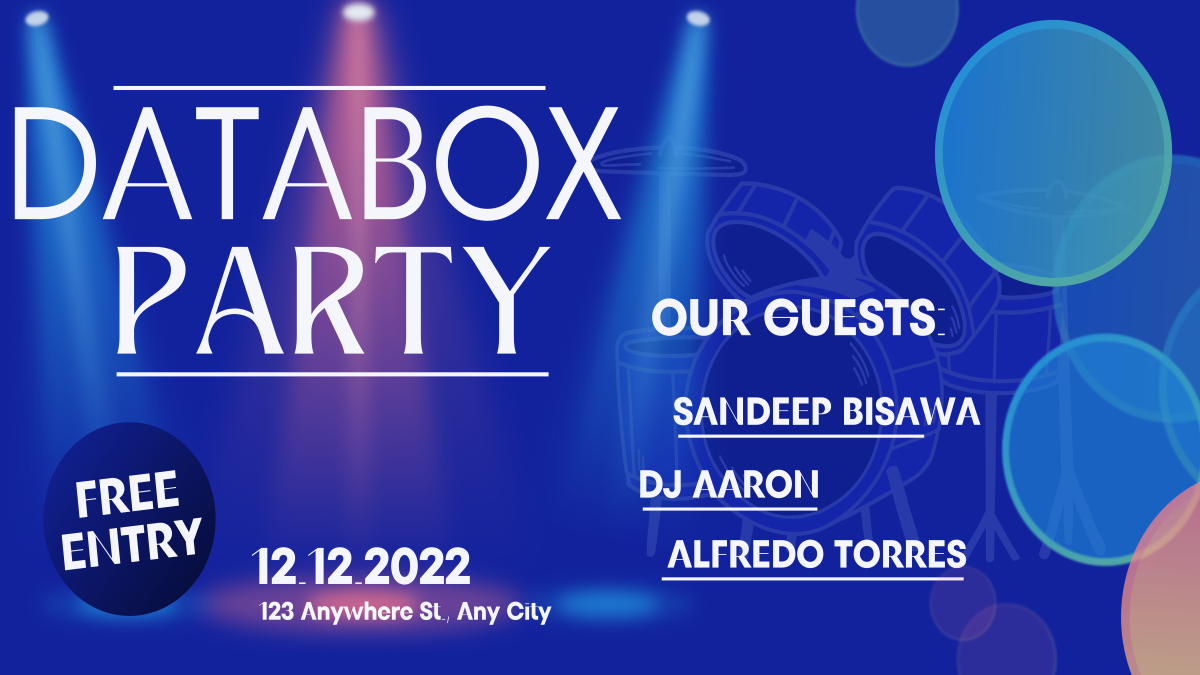 DATABOX
PARTY
OUR GUESTS:
SANDEEP BISAWA
DJ AARON
ALFREDO TORRES
FREE
ENTRY
12.12.2022
123 Anywhere St., Any City